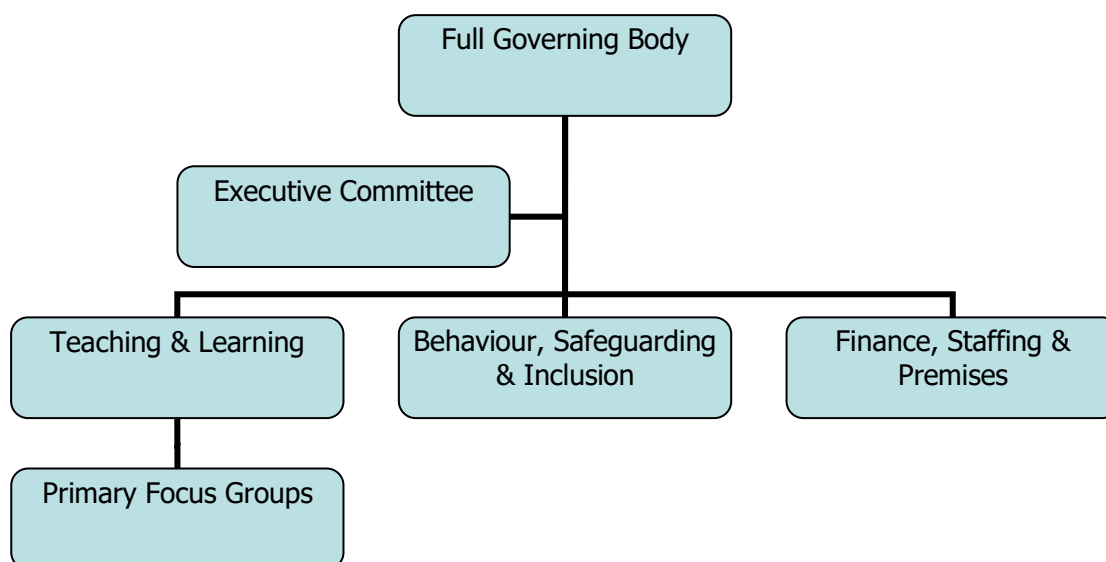 Full Governing Body
Executive Committee
Teaching & Learning
Behaviour, Safeguarding
& Inclusion
Finance, Staffing &
Premises
Primary Focus Groups